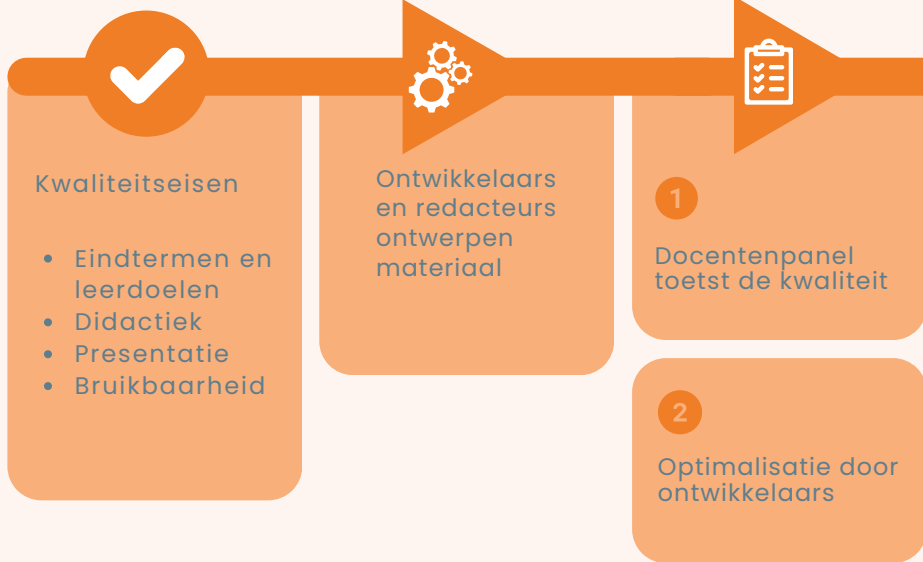 Kwaliteitseisen
• Eindtermen en
leerdoelen
• Didactiek
• Presentatie
• Bruikbaarheid
Ontwikkelaars
en redacteurs
ontwerpen
materiaal
1
Docentenpanel
toetst de kwaliteit
2
Optimalisatie door
ontwikkelaars